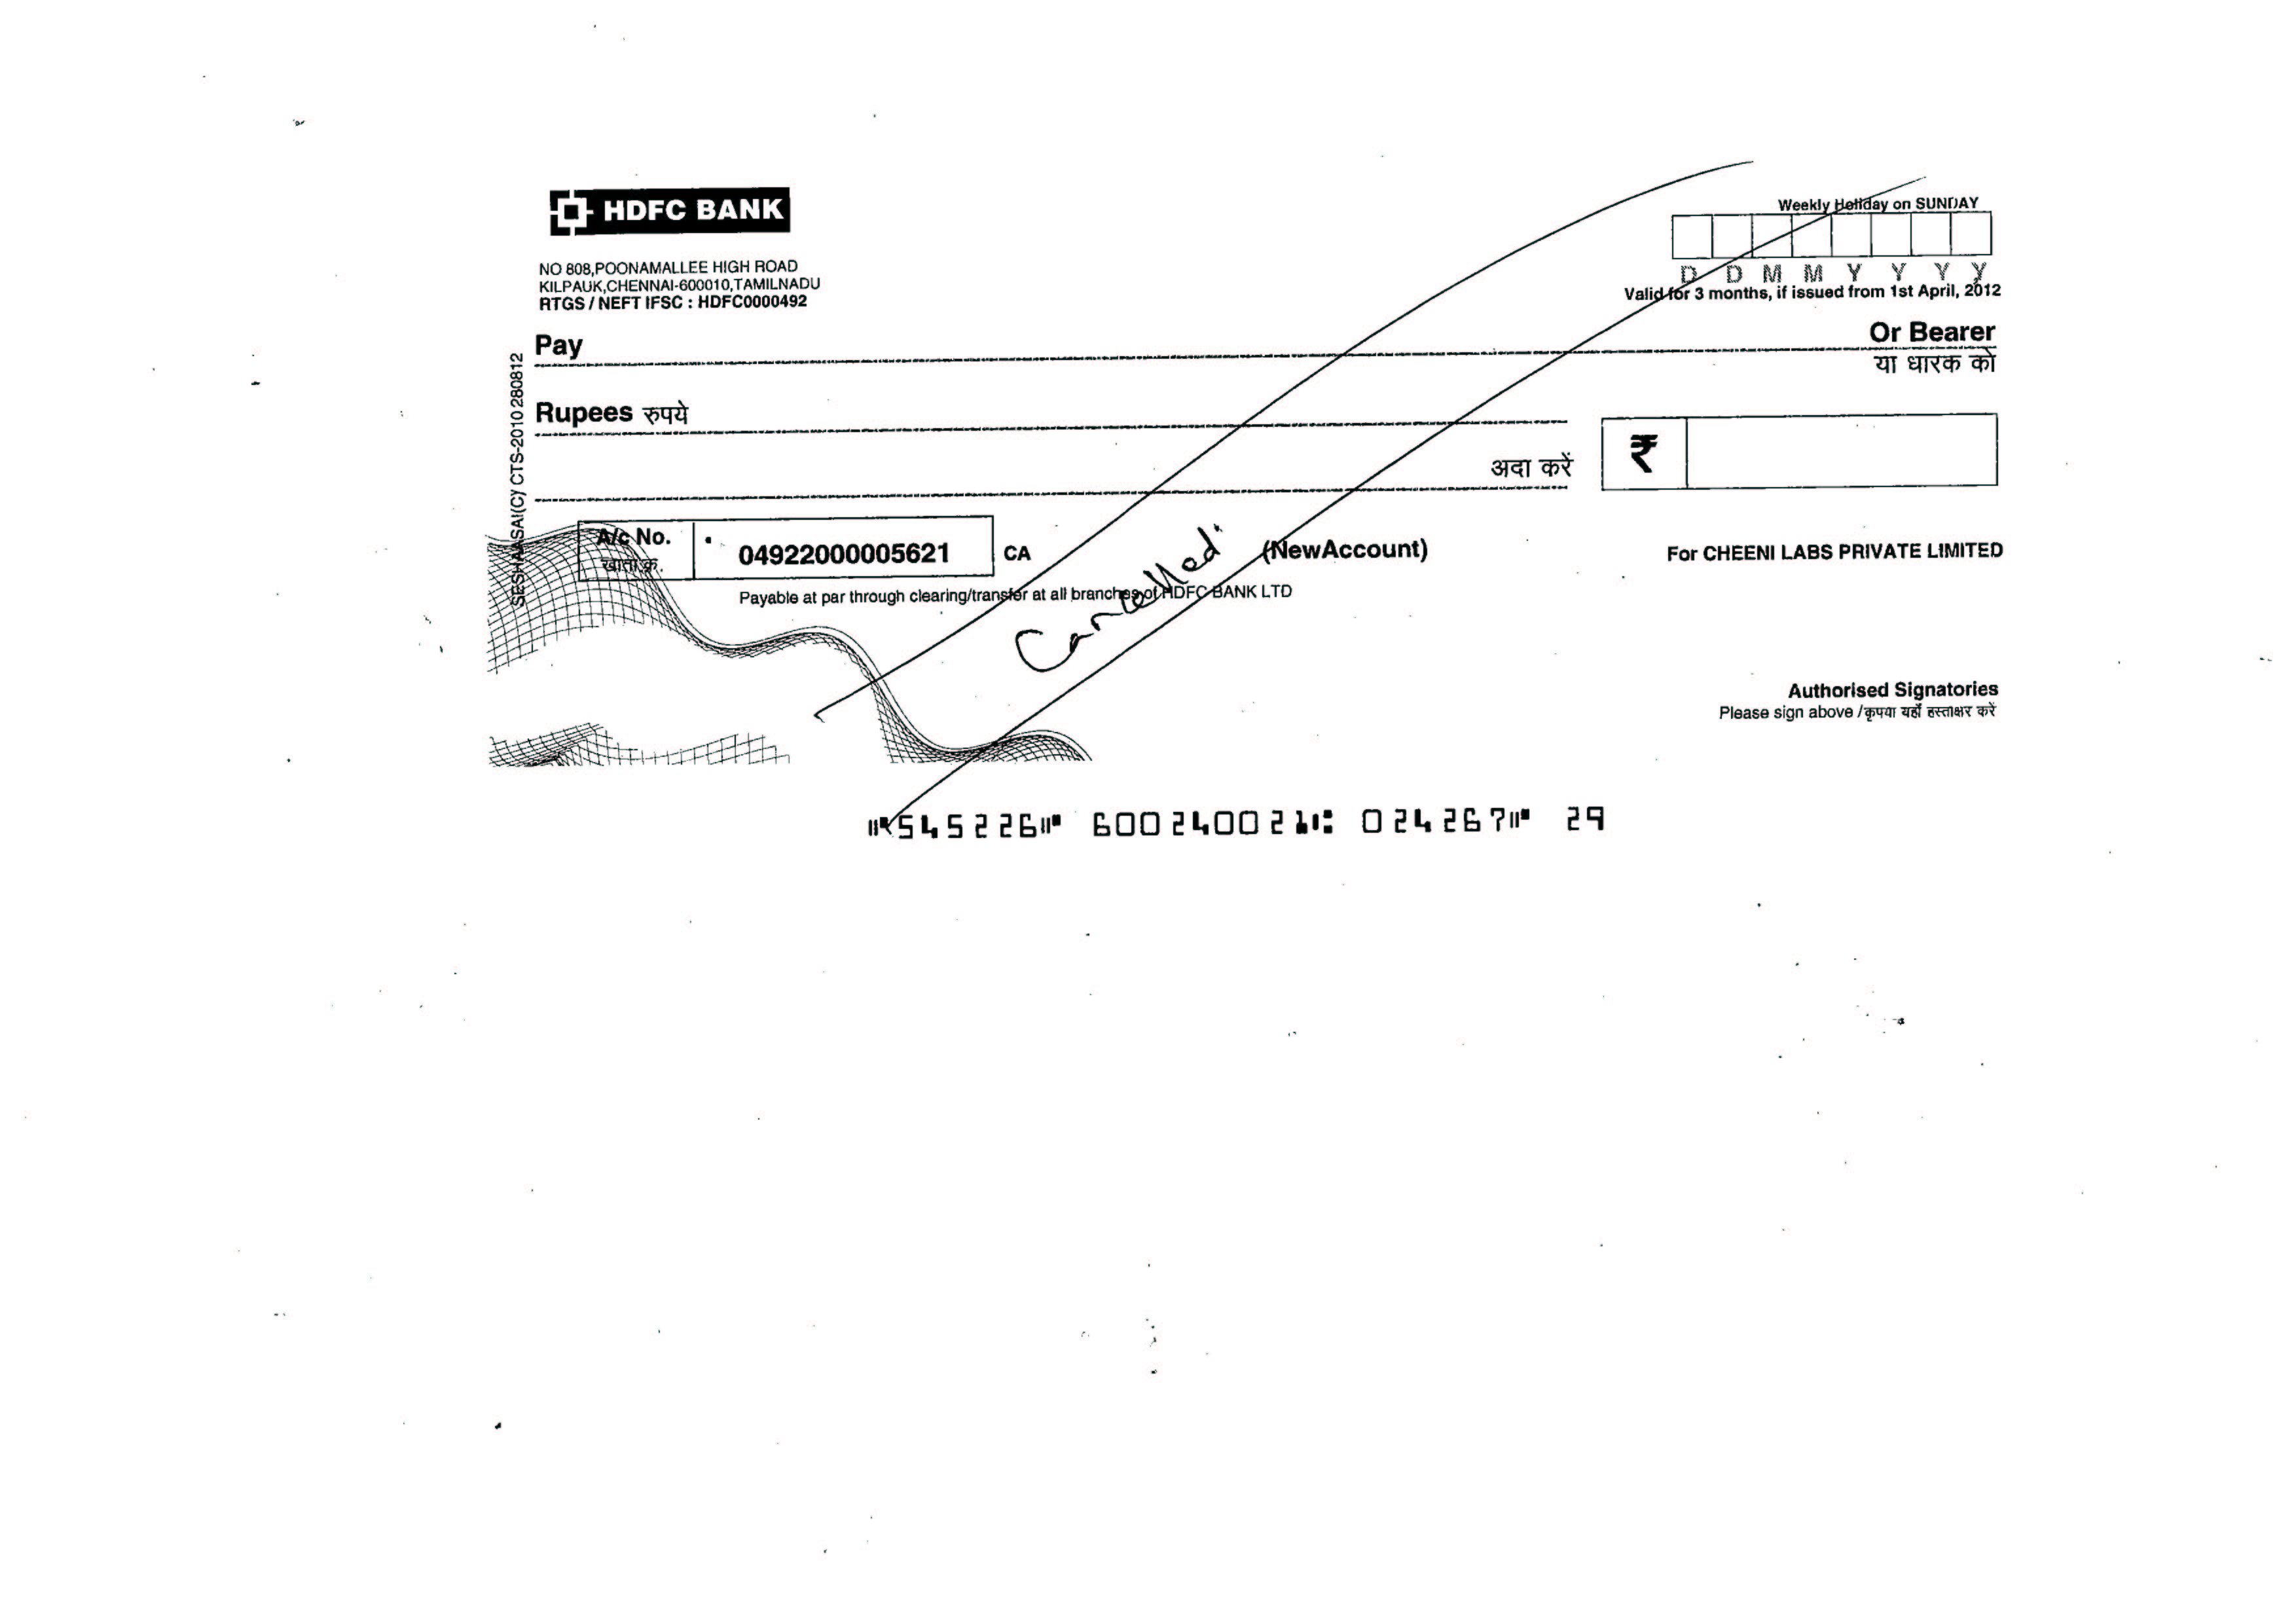 HDFC BANK
Weekly Holiday on SUNDAY
D D M M Y Y Y Y
Valid for 3 months, if issued from 1st April, 2012
NO 808,POONAMALLEE HIGH ROAD
KILPAUK,CHENNAI-600010,TAMILNADU
RTGS / NEFT IFSC : HDFC0000492
Pay
Or Bearer
या धारक को
Rupees रुपये
अदा करें
₹
SESHAASAI(C) CTS-2010 280812
A/c No.
खाता क्र.
04922000005621
CA
Cancelled
(NewAccount)
For CHEENI LABS PRIVATE LIMITED
Payable at par through clearing/transfer at all branches of HDFC BANK LTD
Authorised Signatories
Please sign above / कृपया यहाँ हस्ताक्षर करें
⑈545226⑈ 600240021⑆ 024267⑈ 29